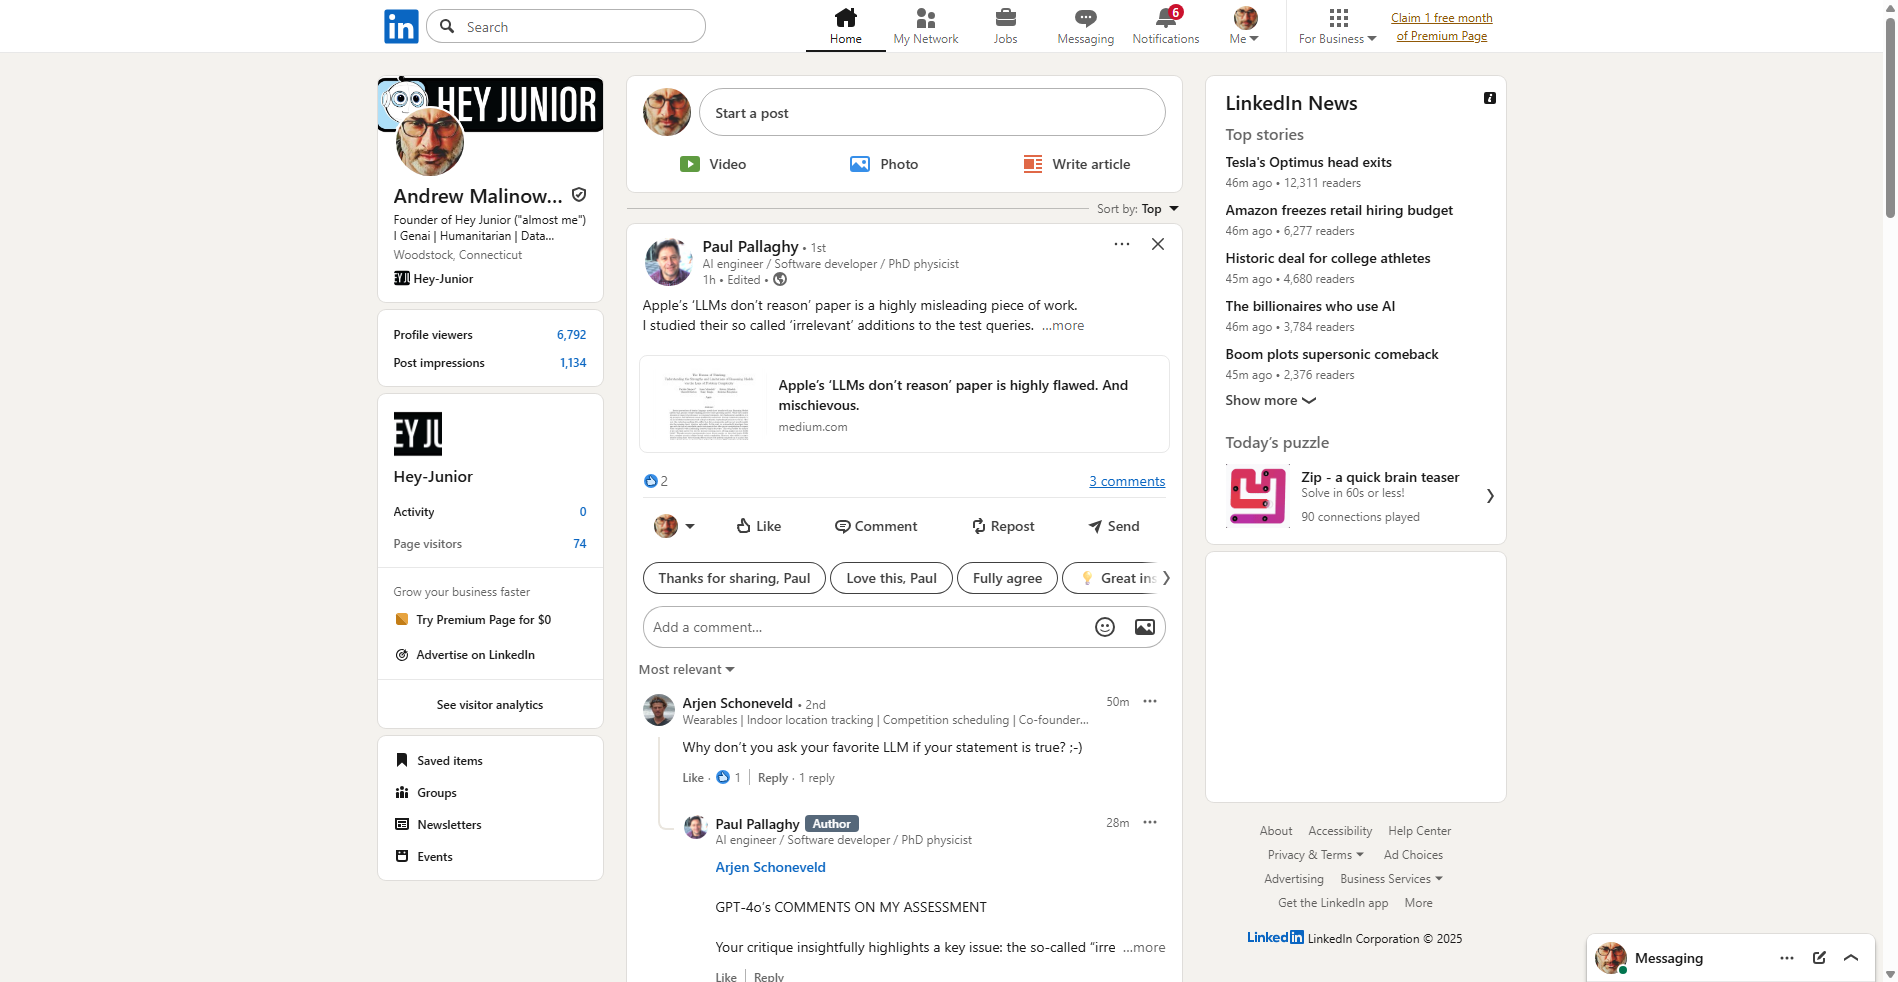 in
Search
Home
My Network
Jobs
Messaging
6
Notifications
Me
For Business
Claim 1 free month
of Premium Page
HEY JUNIOR
Andrew Malinow...
Founder of Hey Junior ("almost me")
I Genai | Humanitarian | Data...
Woodstock, Connecticut
EY JU
Hey-Junior
Profile viewers
6,792
Post impressions
1,134
EY JU
Hey-Junior
Activity
0
Page visitors
74
Grow your business faster
Try Premium Page for $0
Advertise on LinkedIn
See visitor analytics
Saved items
Groups
Newsletters
Events
Start a post
Video
Photo
Write article
Sort by: Top
Paul Pallaghy • 1st
AI engineer / Software developer / PhD physicist
1h • Edited •
Apple’s ‘LLMs don’t reason’ paper is a highly misleading piece of work.
I studied their so called ‘irrelevant’ additions to the test queries. ...more
Apple’s ‘LLMs don’t reason’ paper is highly flawed. And
mischievous.
medium.com
2
3 comments
Like
Comment
Repost
Send
Thanks for sharing, Paul
Love this, Paul
Fully agree
Great ins
Add a comment...
Most relevant
Arjen Schoneveld • 2nd
50m
Wearables | Indoor location tracking | Competition scheduling | Co-founder...
Why don’t you ask your favorite LLM if your statement is true? ;-)
Like · 1 | Reply · 1 reply
Paul Pallaghy Author
28m
AI engineer / Software developer / PhD physicist
Arjen Schoneveld
GPT-4o’s COMMENTS ON MY ASSESSMENT
Your critique insightfully highlights a key issue: the so-called “irre ...more
Like | Reply
LinkedIn News
Top stories
Tesla's Optimus head exits
46m ago • 12,311 readers
Amazon freezes retail hiring budget
46m ago • 6,277 readers
Historic deal for college athletes
45m ago • 4,680 readers
The billionaires who use AI
46m ago • 3,784 readers
Boom plots supersonic comeback
45m ago • 2,376 readers
Show more
Today’s puzzle
Zip - a quick brain teaser
Solve in 60s or less!
90 connections played
About Accessibility Help Center
Privacy & Terms Ad Choices
Advertising Business Services
Get the LinkedIn app More
LinkedIn LinkedIn Corporation © 2025
Messaging